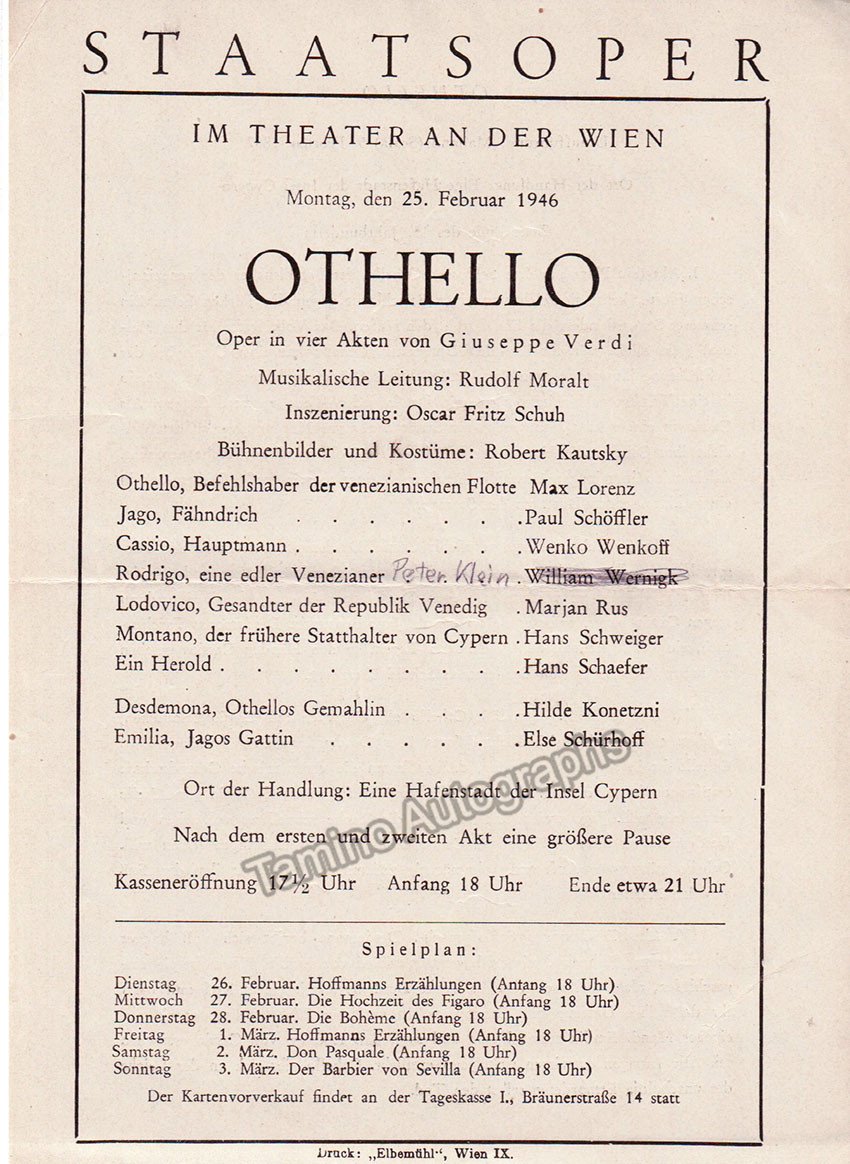 STAATSOPER
IM THEATER AN DER WIEN
Montag, den 25. Februar 1946
OTHELLO
Oper in vier Akten von Giuseppe Verdi
Musikalische Leitung: Rudolf Moralt
Inszenierung: Oscar Fritz Schuh
Bühnenbilder und Kostüme: Robert Kautsky
Othello, Befehlshaber der venezianischen Flotte Max Lorenz
Jago, Fähndrich . . . . . . . Paul Schöffler
Cassio, Hauptmann . . . . . . . Wenko Wenkoff
Rodrigo, eine edler Venezianer Peter Klein . William Wernigk
Lodovico, Gesandter der Republik Venedig . Marjan Rus
Montano, der frühere Statthalter von Cypern . Hans Schweiger
Ein Herold . . . . . . . . . Hans Schaefer
Desdemona, Othellos Gemahlin . . . . Hilde Konetzni
Emilia, Jagos Gattin . . . . . . Else Schürhoff
Ort der Handlung: Eine Hafenstadt der Insel Cypern
Tamino Autographs
Nach dem ersten und zweiten Akt eine größere Pause
Kasseneröffnung 17½ Uhr Anfang 18 Uhr Ende etwa 21 Uhr
Spielplan:
Dienstag 26. Februar. Hoffmanns Erzählungen (Anfang 18 Uhr)
Mittwoch 27. Februar. Die Hochzeit des Figaro (Anfang 18 Uhr)
Donnerstag 28. Februar. Die Bohème (Anfang 18 Uhr)
Freitag 1. März. Hoffmanns Erzählungen (Anfang 18 Uhr)
Samstag 2. März. Don Pasquale (Anfang 18 Uhr)
Sonntag 3. März. Der Barbier von Sevilla (Anfang 18 Uhr)
Der Kartenvorverkauf findet an der Tageskasse I., Bräunerstraße 14 statt
Druck: „Elbemühl“, Wien IX.